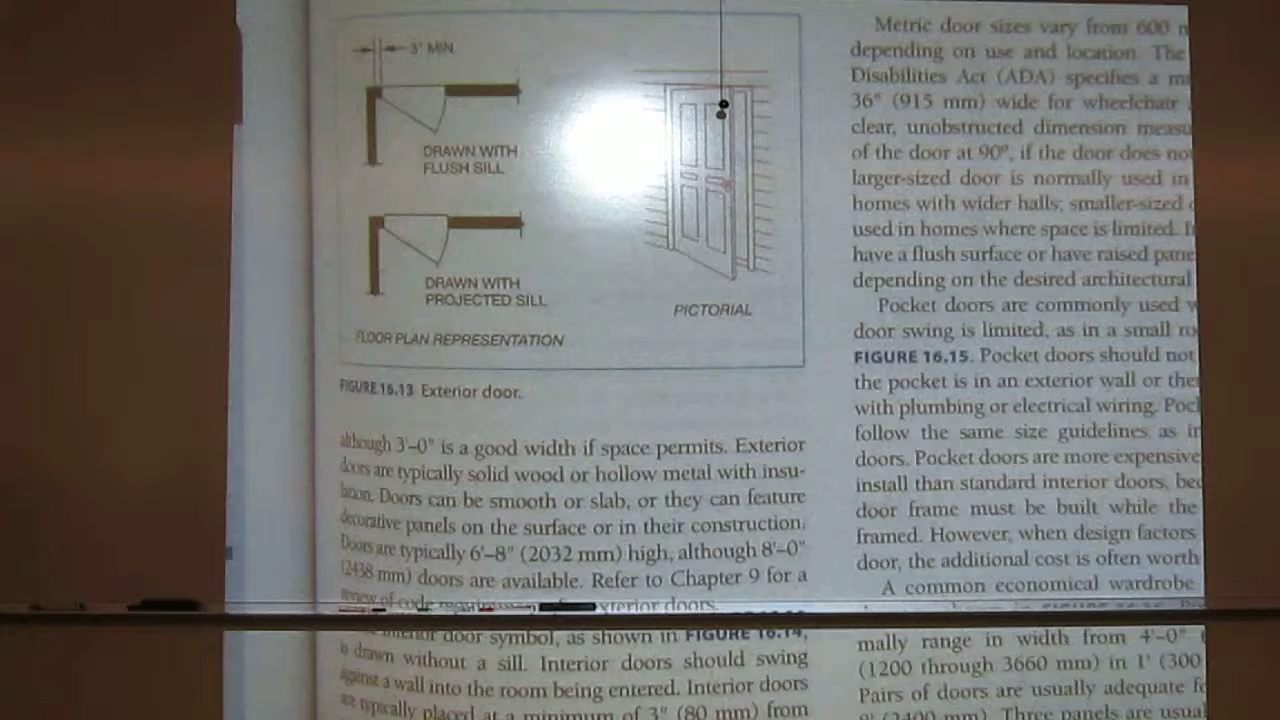 3" MIN.
DRAWN WITH
FLUSH SILL
DRAWN WITH
PROJECTED SILL
PICTORIAL
FLOOR PLAN REPRESENTATION
FIGURE 16.13 Exterior door.
although 3'–0" is a good width if space permits. Exterior
doors are typically solid wood or hollow metal with insu-
lation. Doors can be smooth or slab, or they can feature
decorative panels on the surface or in their construction.
Doors are typically 6'–8" (2032 mm) high, although 8'–0"
(2438 mm) doors are available. Refer to Chapter 9 for a
review of code exterior doors.
interior door symbol, as shown in FIGURE 16.14,
is drawn without a sill. Interior doors should swing
against a wall into the room being entered. Interior doors
are typically placed at a minimum of 3" (80 mm) from
Metric door sizes vary from 600
depending on use and location. The
Disabilities Act (ADA) specifies a
36" (915 mm) wide for wheelchair
clear, unobstructed dimension
of the door at 90°, if the door does
larger-sized door is normally used in
homes with wider halls; smaller-sized
used in homes where space is limited.
have a flush surface or have raised
depending on the desired architectural
Pocket doors are commonly used
door swing is limited, as in a small
FIGURE 16.15. Pocket doors should not
the pocket is in an exterior wall or
with plumbing or electrical wiring.
follow the same size guidelines as
doors. Pocket doors are more expensive
install than standard interior doors,
door frame must be built while the
framed. However, when design factors
door, the additional cost is often worth
A common economical wardrobe
mally range in width from 4'–0"
(1200 through 3660 mm) in 1' (300
Pairs of doors are usually adequate
9' (2400 mm). Three panels are